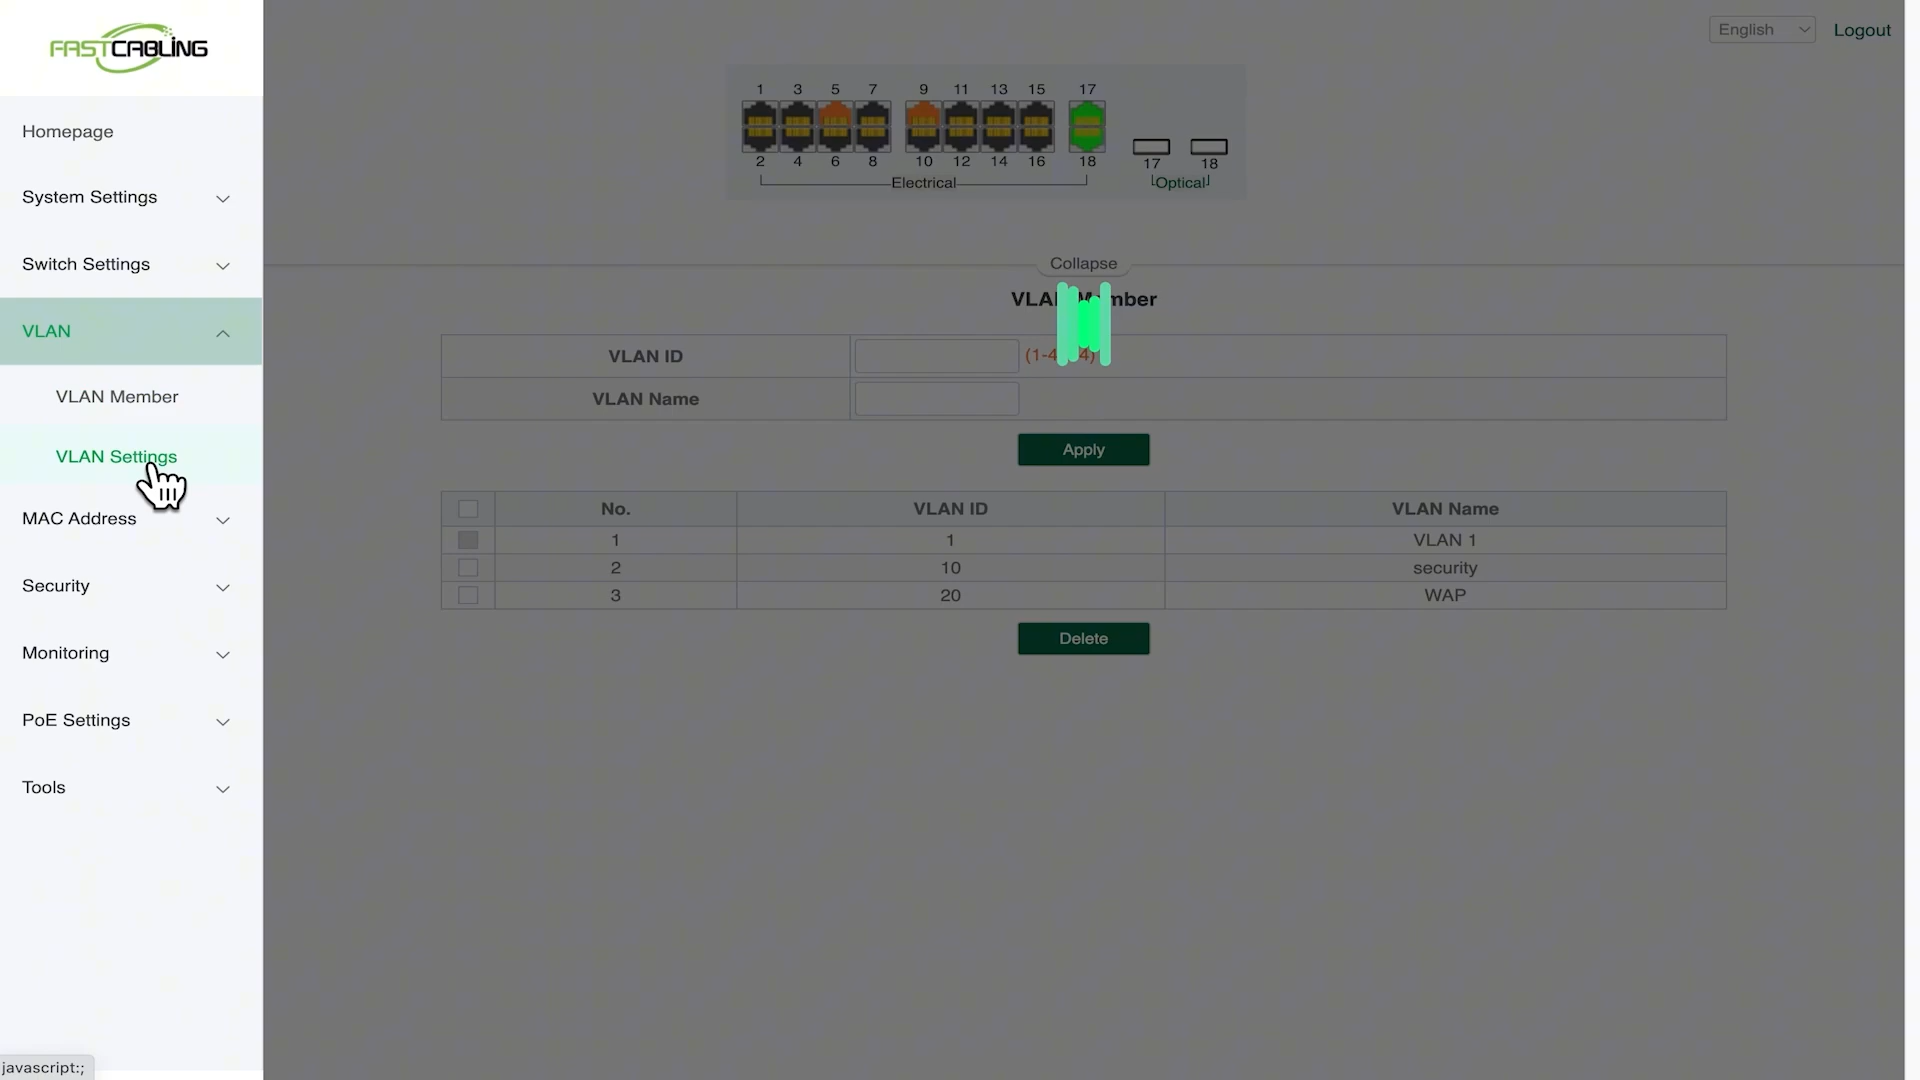 FASTCABLING
English
Logout
1 3 5 7 9 11 13 15 17
2 4 6 8 10 12 14 16 18 17 18
Electrical
Optical
Homepage
System Settings
Switch Settings
VLAN
VLAN Member
VLAN Settings
MAC Address
Security
Monitoring
PoE Settings
Tools
Collapse
VLAN ID
VLAN Name
Apply
No. VLAN ID VLAN Name
1 1 VLAN 1
2 10 security
3 20 WAP
Delete
javascript:;